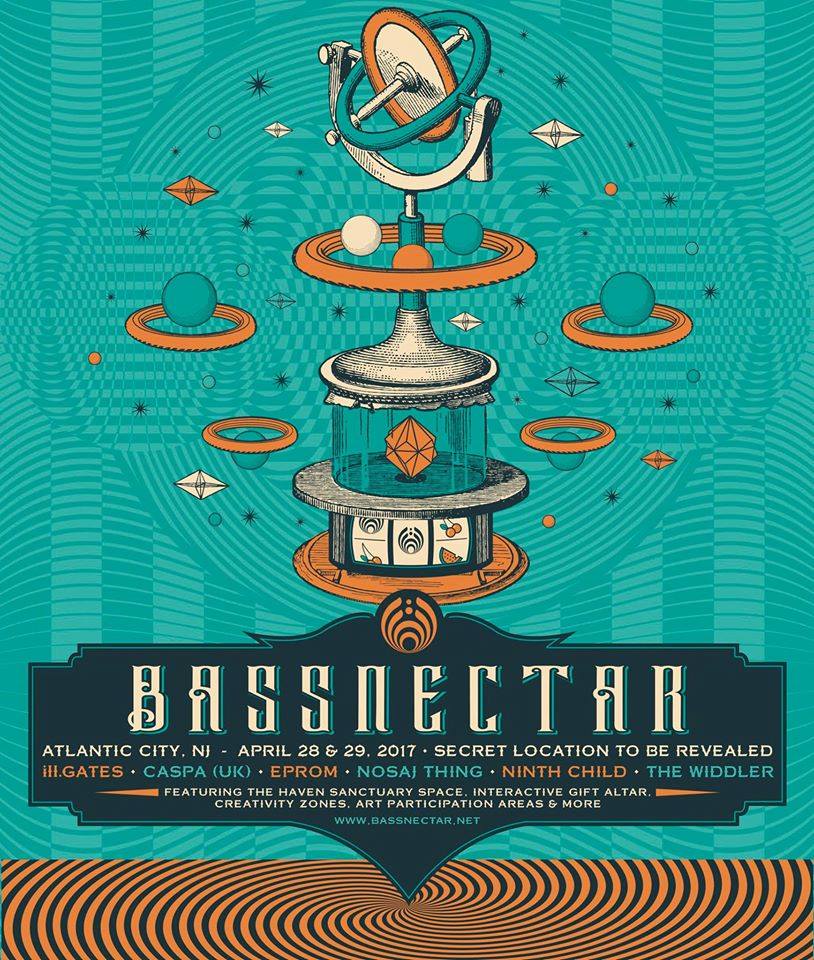 BASSNECTAR
ATLANTIC CITY, NJ - APRIL 28 & 29, 2017 • SECRET LOCATION TO BE REVEALED
ill.GATES • CASPA (UK) • EPROM • NOSAJ THING • NINTH CHILD • THE WIDDLER
FEATURING THE HAVEN SANCTUARY SPACE, INTERACTIVE GIFT ALTAR,
CREATIVITY ZONES, ART PARTICIPATION AREAS & MORE
WWW.BASSNECTAR.NET